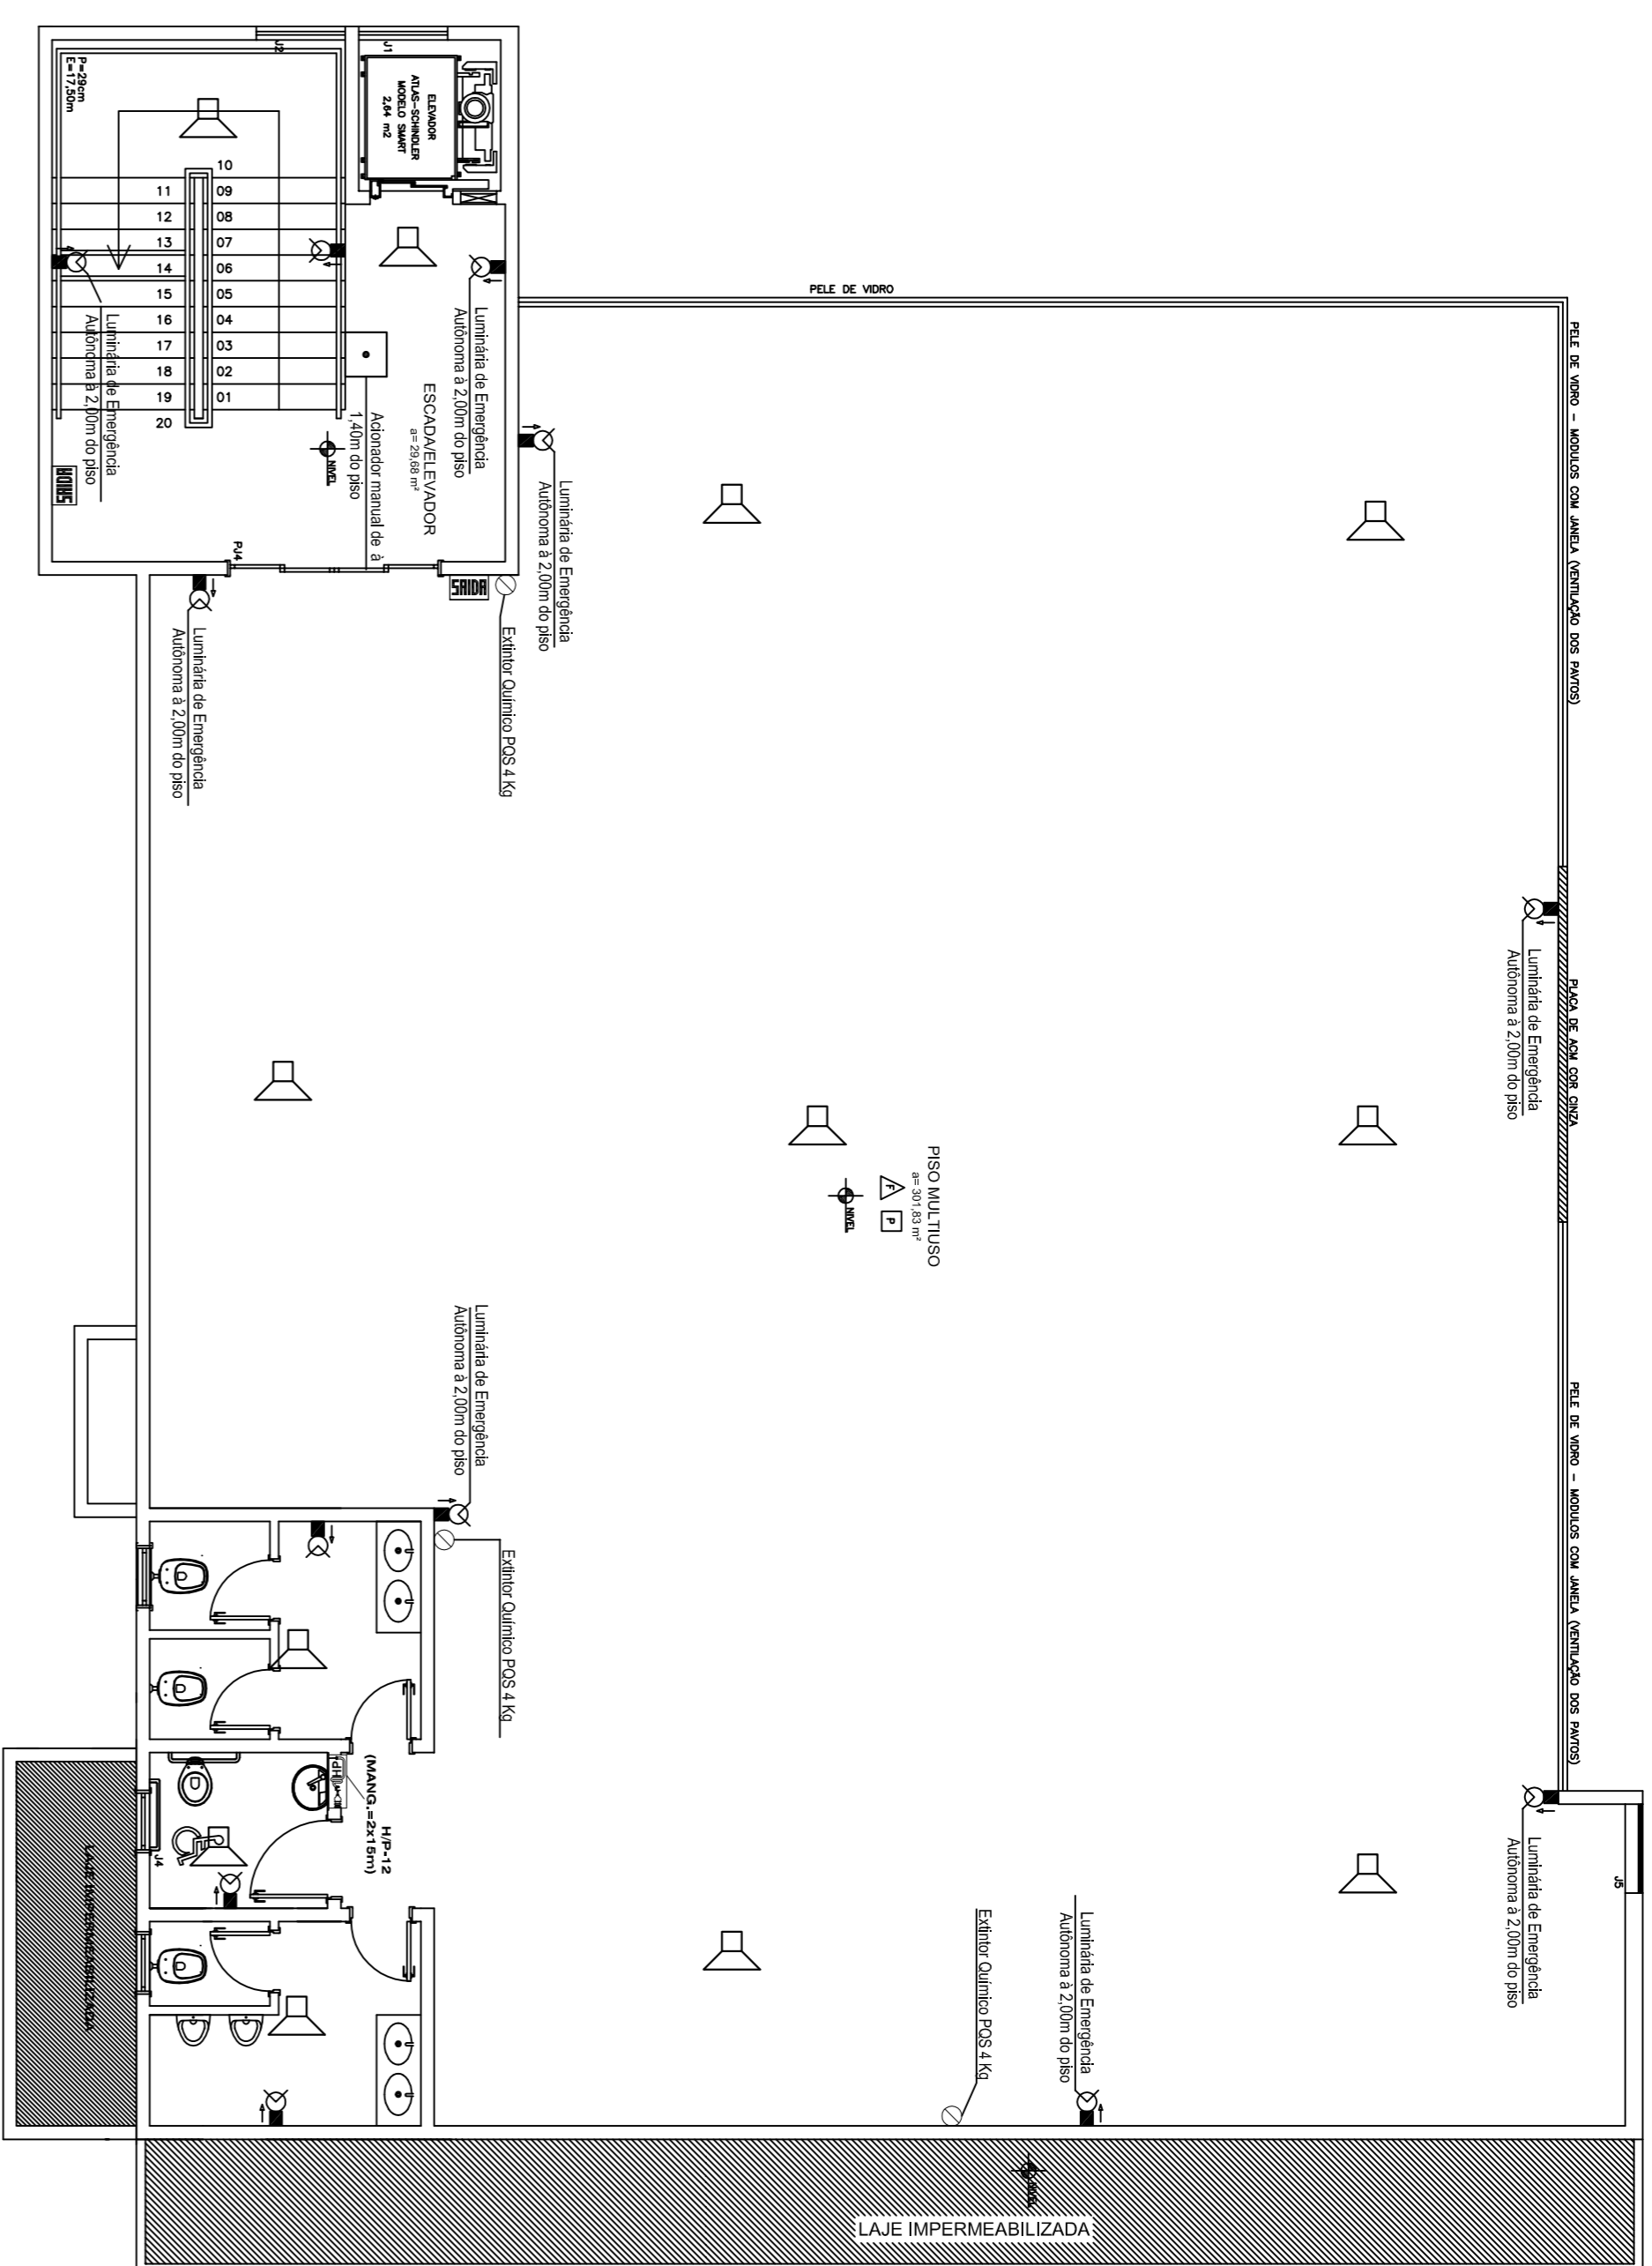 J2
J1
P=29cm
E=17,50m
ELEVADOR
ATLAS-SCHINDLER
MODELO SMART
2,64 m2
10
11
09
12
08
13
07
14
06
15
05
16
04
17
03
18
02
19
01
20
Luminária de Emergência
Autônoma à 2,00m do piso
Luminária de Emergência
Autônoma à 2,00m do piso
ESCADA/ELEVADOR
a= 29,68 m²
Acionador manual de à
1,40m do piso
NIVEL
SAIDA
PJ4
SAIDA
Luminária de Emergência
Autônoma à 2,00m do piso
Extintor Químico PQS 4 Kg
Luminária de Emergência
Autônoma à 2,00m do piso
PELE DE VIDRO
PELE DE VIDRO - MODULOS COM JANELA (VENTILAÇÃO DOS PAVTOS)
Luminária de Emergência
Autônoma à 2,00m do piso
PLACA DE ACM COR CINZA
PISO MULTIUSO
a= 301,83 m²
F
P
NIVEL
Luminária de Emergência
Autônoma à 2,00m do piso
Extintor Químico PQS 4 Kg
PELE DE VIDRO - MODULOS COM JANELA (VENTILAÇÃO DOS PAVTOS)
H/P-12
(MANG.=2x15m)
HP
J4
LAJE IMPERMEABILIZADA
J5
Luminária de Emergência
Autônoma à 2,00m do piso
Luminária de Emergência
Autônoma à 2,00m do piso
Extintor Químico PQS 4 Kg
NIVEL
LAJE IMPERMEABILIZADA